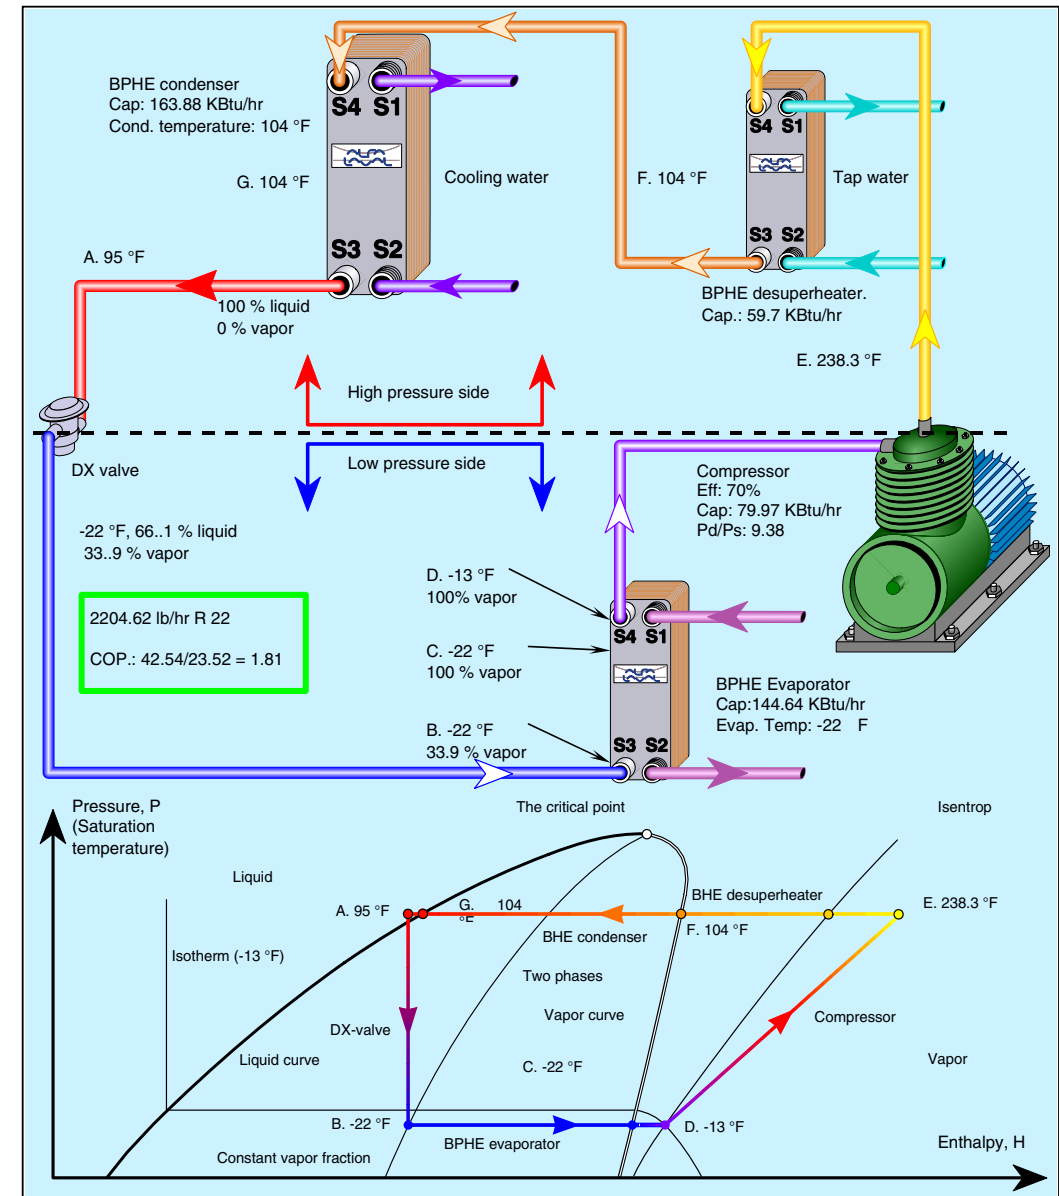 BPHE condenser
Cap: 163.88 KBtu/hr
Cond. temperature: 104 °F
S4 S1
ALFA
LAVAL
G. 104 °F
Cooling water
S3 S2
A. 95 °F
100 % liquid
0 % vapor
F. 104 °F
S4 S1
ALFA
LAVAL
Tap water
S3 S2
BPHE desuperheater.
Cap.: 59.7 KBtu/hr
E. 238.3 °F
High pressure side
Low pressure side
DX valve
-22 °F, 66..1 % liquid
33..9 % vapor
2204.62 lb/hr R 22
COP.: 42.54/23.52 = 1.81
Compressor
Eff: 70%
Cap: 79.97 KBtu/hr
Pd/Ps: 9.38
D. -13 °F
100% vapor
S4 S1
C. -22 °F
100 % vapor
ALFA
LAVAL
BPHE Evaporator
Cap:144.64 KBtu/hr
Evap. Temp: -22 F
B. -22 °F
33.9 % vapor
S3 S2
Pressure, P
(Saturation
temperature)
The critical point
Isentrop
Liquid
A. 95 °F
G. 104
°F
BHE desuperheater
E. 238.3 °F
BHE condenser
F. 104 °F
Isotherm (-13 °F)
Two phases
Vapor curve
DX-valve
Compressor
Liquid curve
C. -22 °F
Vapor
B. -22 °F
D. -13 °F
BPHE evaporator
Enthalpy, H
Constant vapor fraction